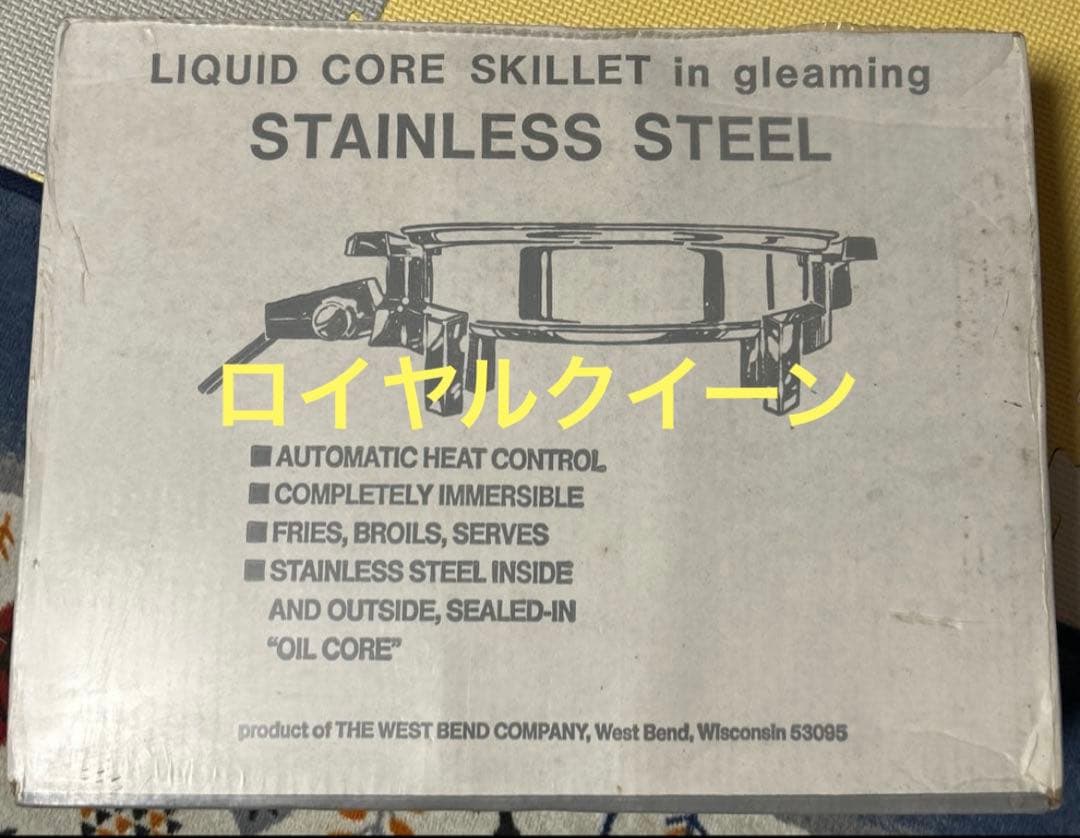 LIQUID CORE SKILLET in gleaming
STAINLESS STEEL
ロイヤルクイーン
■ AUTOMATIC HEAT CONTROL
■ COMPLETELY IMMERSIBLE
■ FRIES, BROILS, SERVES
■ STAINLESS STEEL INSIDE
AND OUTSIDE, SEALED-IN
“OIL CORE”
product of THE WEST BEND COMPANY, West Bend, Wisconsin 53095